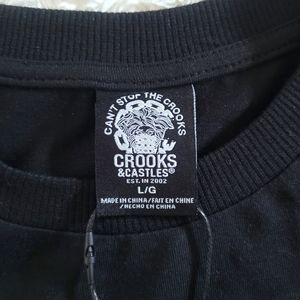 CAN'T STOP THE CROOKS
CROOKS
&CASTLES®
EST. IN 2002
L/G
MADE IN CHINA/FAIT EN CHINE
/HECHO EN CHINA